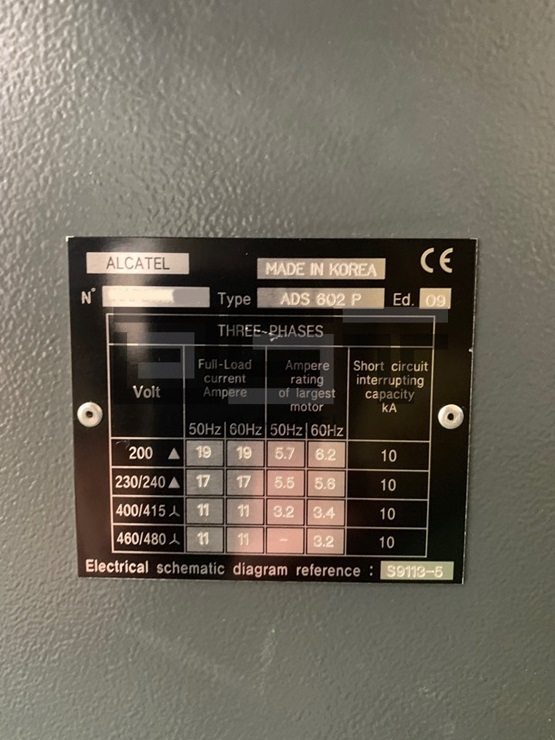 ALCATEL
MADE IN KOREA
CE
N° Type ADS 602 P Ed. 09
THREE-PHASES
Volt
Full-Load current Ampere
Ampere rating of largest motor
Short circuit interrupting capacity kA
50Hz 60Hz 50Hz 60Hz
200 ▲ 19 19 5.7 6.2 10
230/240 ▲ 17 17 5.5 5.6 10
400/415 ⅄ 11 11 3.2 3.4 10
460/480 ⅄ 11 11 - 3.2 10
Electrical schematic diagram reference : S9113-5